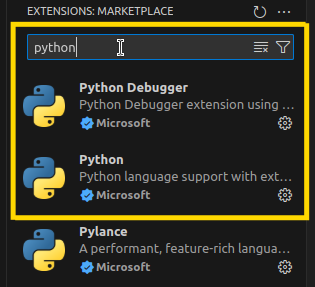 EXTENSIONS: MARKETPLACE
python
Python Debugger
Python Debugger extension using ...
Microsoft
Python
Python language support with ext...
Microsoft
Pylance
A performant, feature-rich langua...
Microsoft